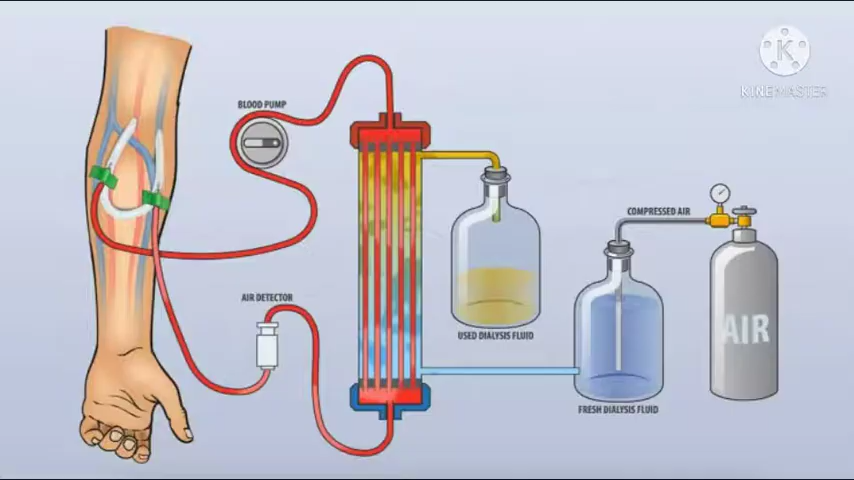 K
KINEMASTER
BLOOD PUMP
COMPRESSED AIR
AIR DETECTOR
AIR
USED DIALYSIS FLUID
FRESH DIALYSIS FLUID